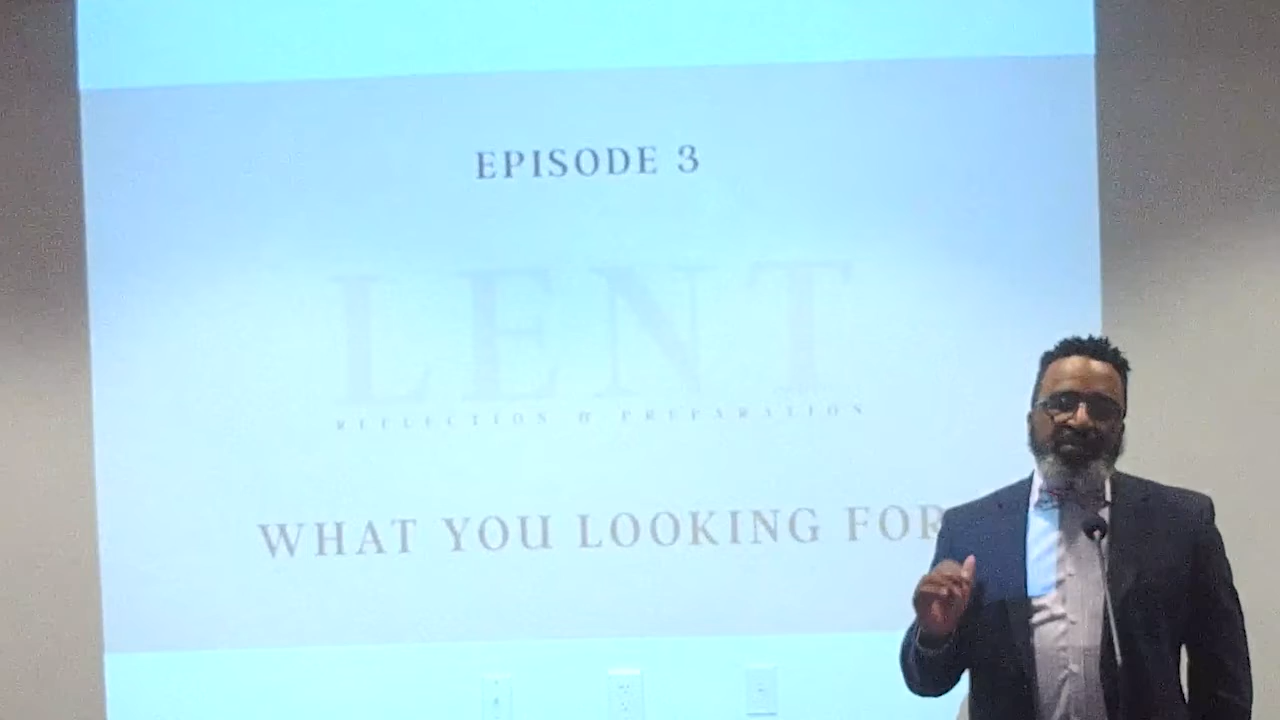 EPISODE 3
LENT
REFLECTION & PREPARATION
WHAT YOU LOOKING FOR